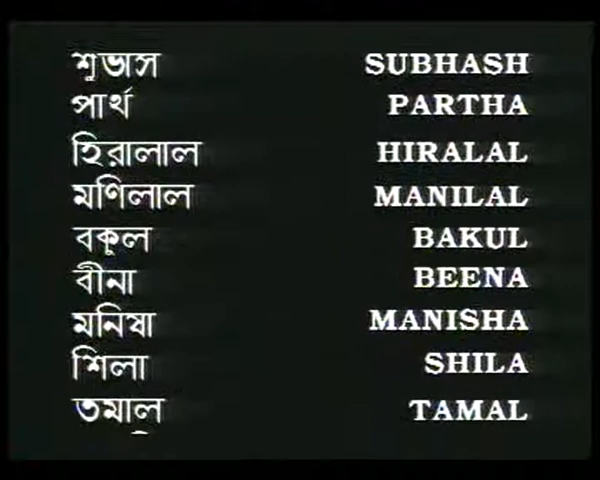 শুভাস SUBHASH
পার্থ PARTHA
হিরালাল HIRALAL
মণিলাল MANILAL
বকুল BAKUL
বীনা BEENA
মনিষা MANISHA
শিলা SHILA
তমাল TAMAL